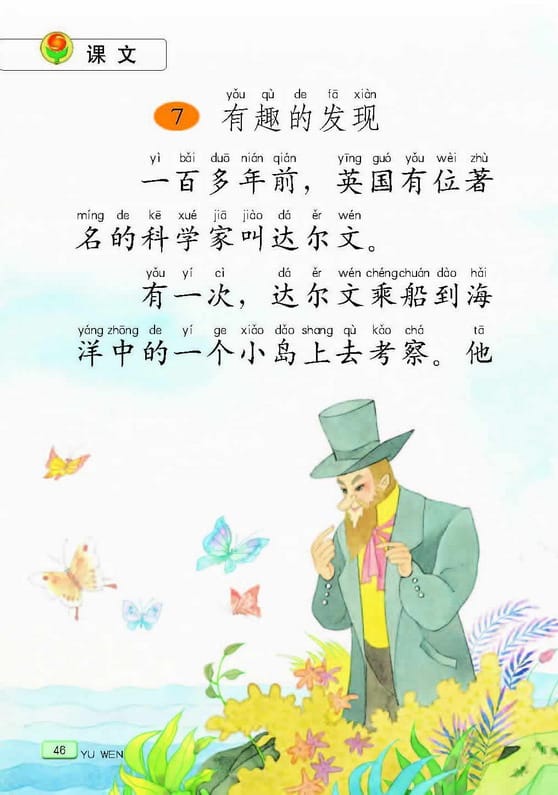 课文
yǒu qù de fā xiàn
7 有趣的发现
yì bǎi duō nián qián yīng guó yǒu wèi zhù
一百多年前，英国有位著
míng de kē xué jiā jiào dá ěr wén
名的科学家叫达尔文。
yǒu yí cì dá ěr wén chéng chuán dào hǎi
有一次，达尔文乘船到海
yáng zhōng de yí ge xiǎo dǎo shang qù kǎo chá tā
洋中的一个小岛上去考察。他
46 YU WEN